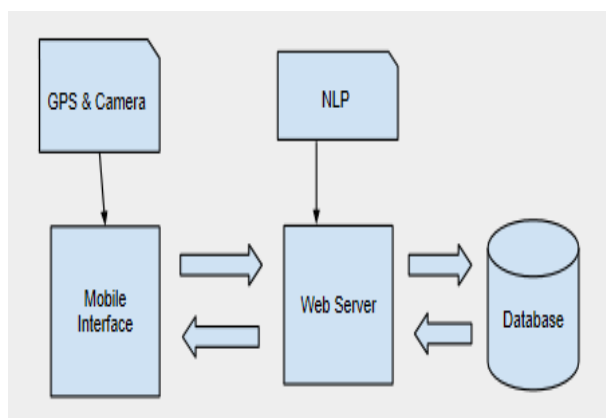 GPS & Camera
NLP
Mobile
Interface
Web Server
Database